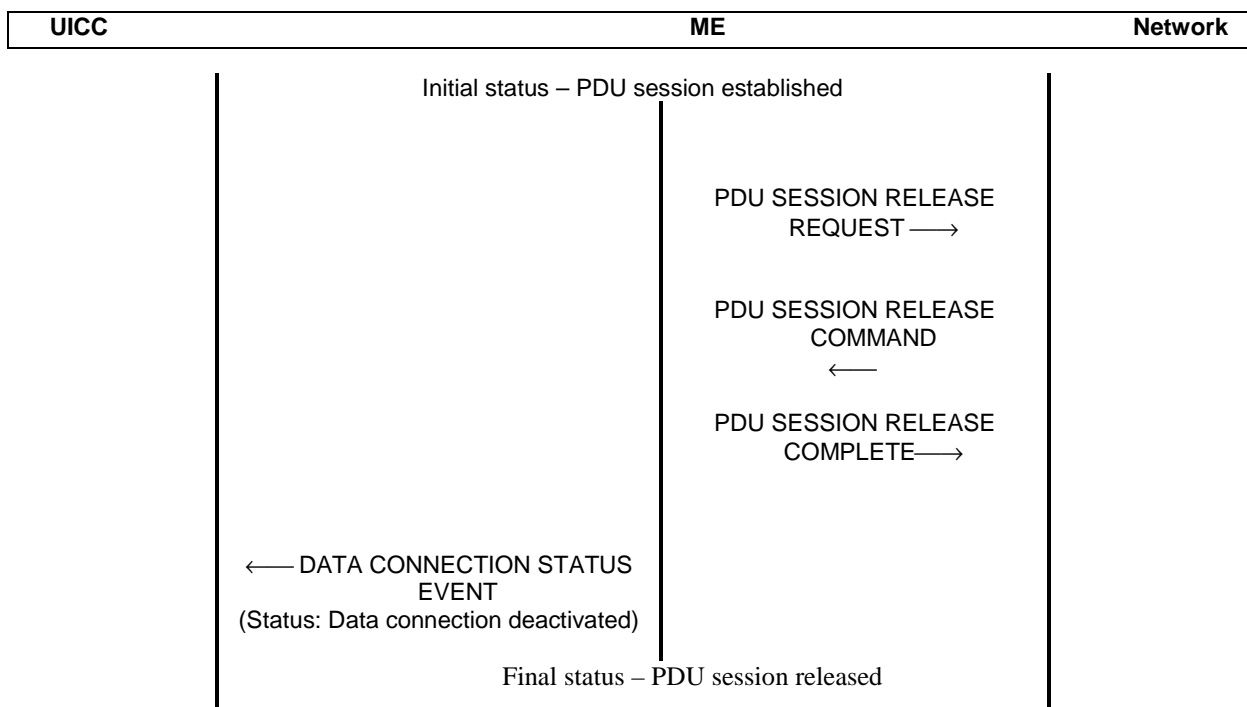 UICC ME Network
Initial status – PDU session established
PDU SESSION RELEASE
REQUEST ⟶
PDU SESSION RELEASE
COMMAND
⟵
PDU SESSION RELEASE
COMPLETE⟶
⟵ DATA CONNECTION STATUS
EVENT
(Status: Data connection deactivated)
Final status – PDU session released